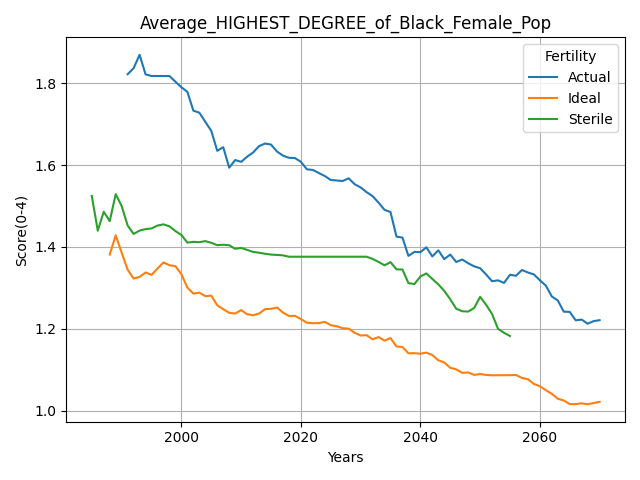 Average_HIGHEST_DEGREE_of_Black_Female_Pop
Fertility
Actual
Ideal
Sterile
Score(0-4)
1.8
1.6
1.4
1.2
1.0
2000
2020
2040
2060
Years